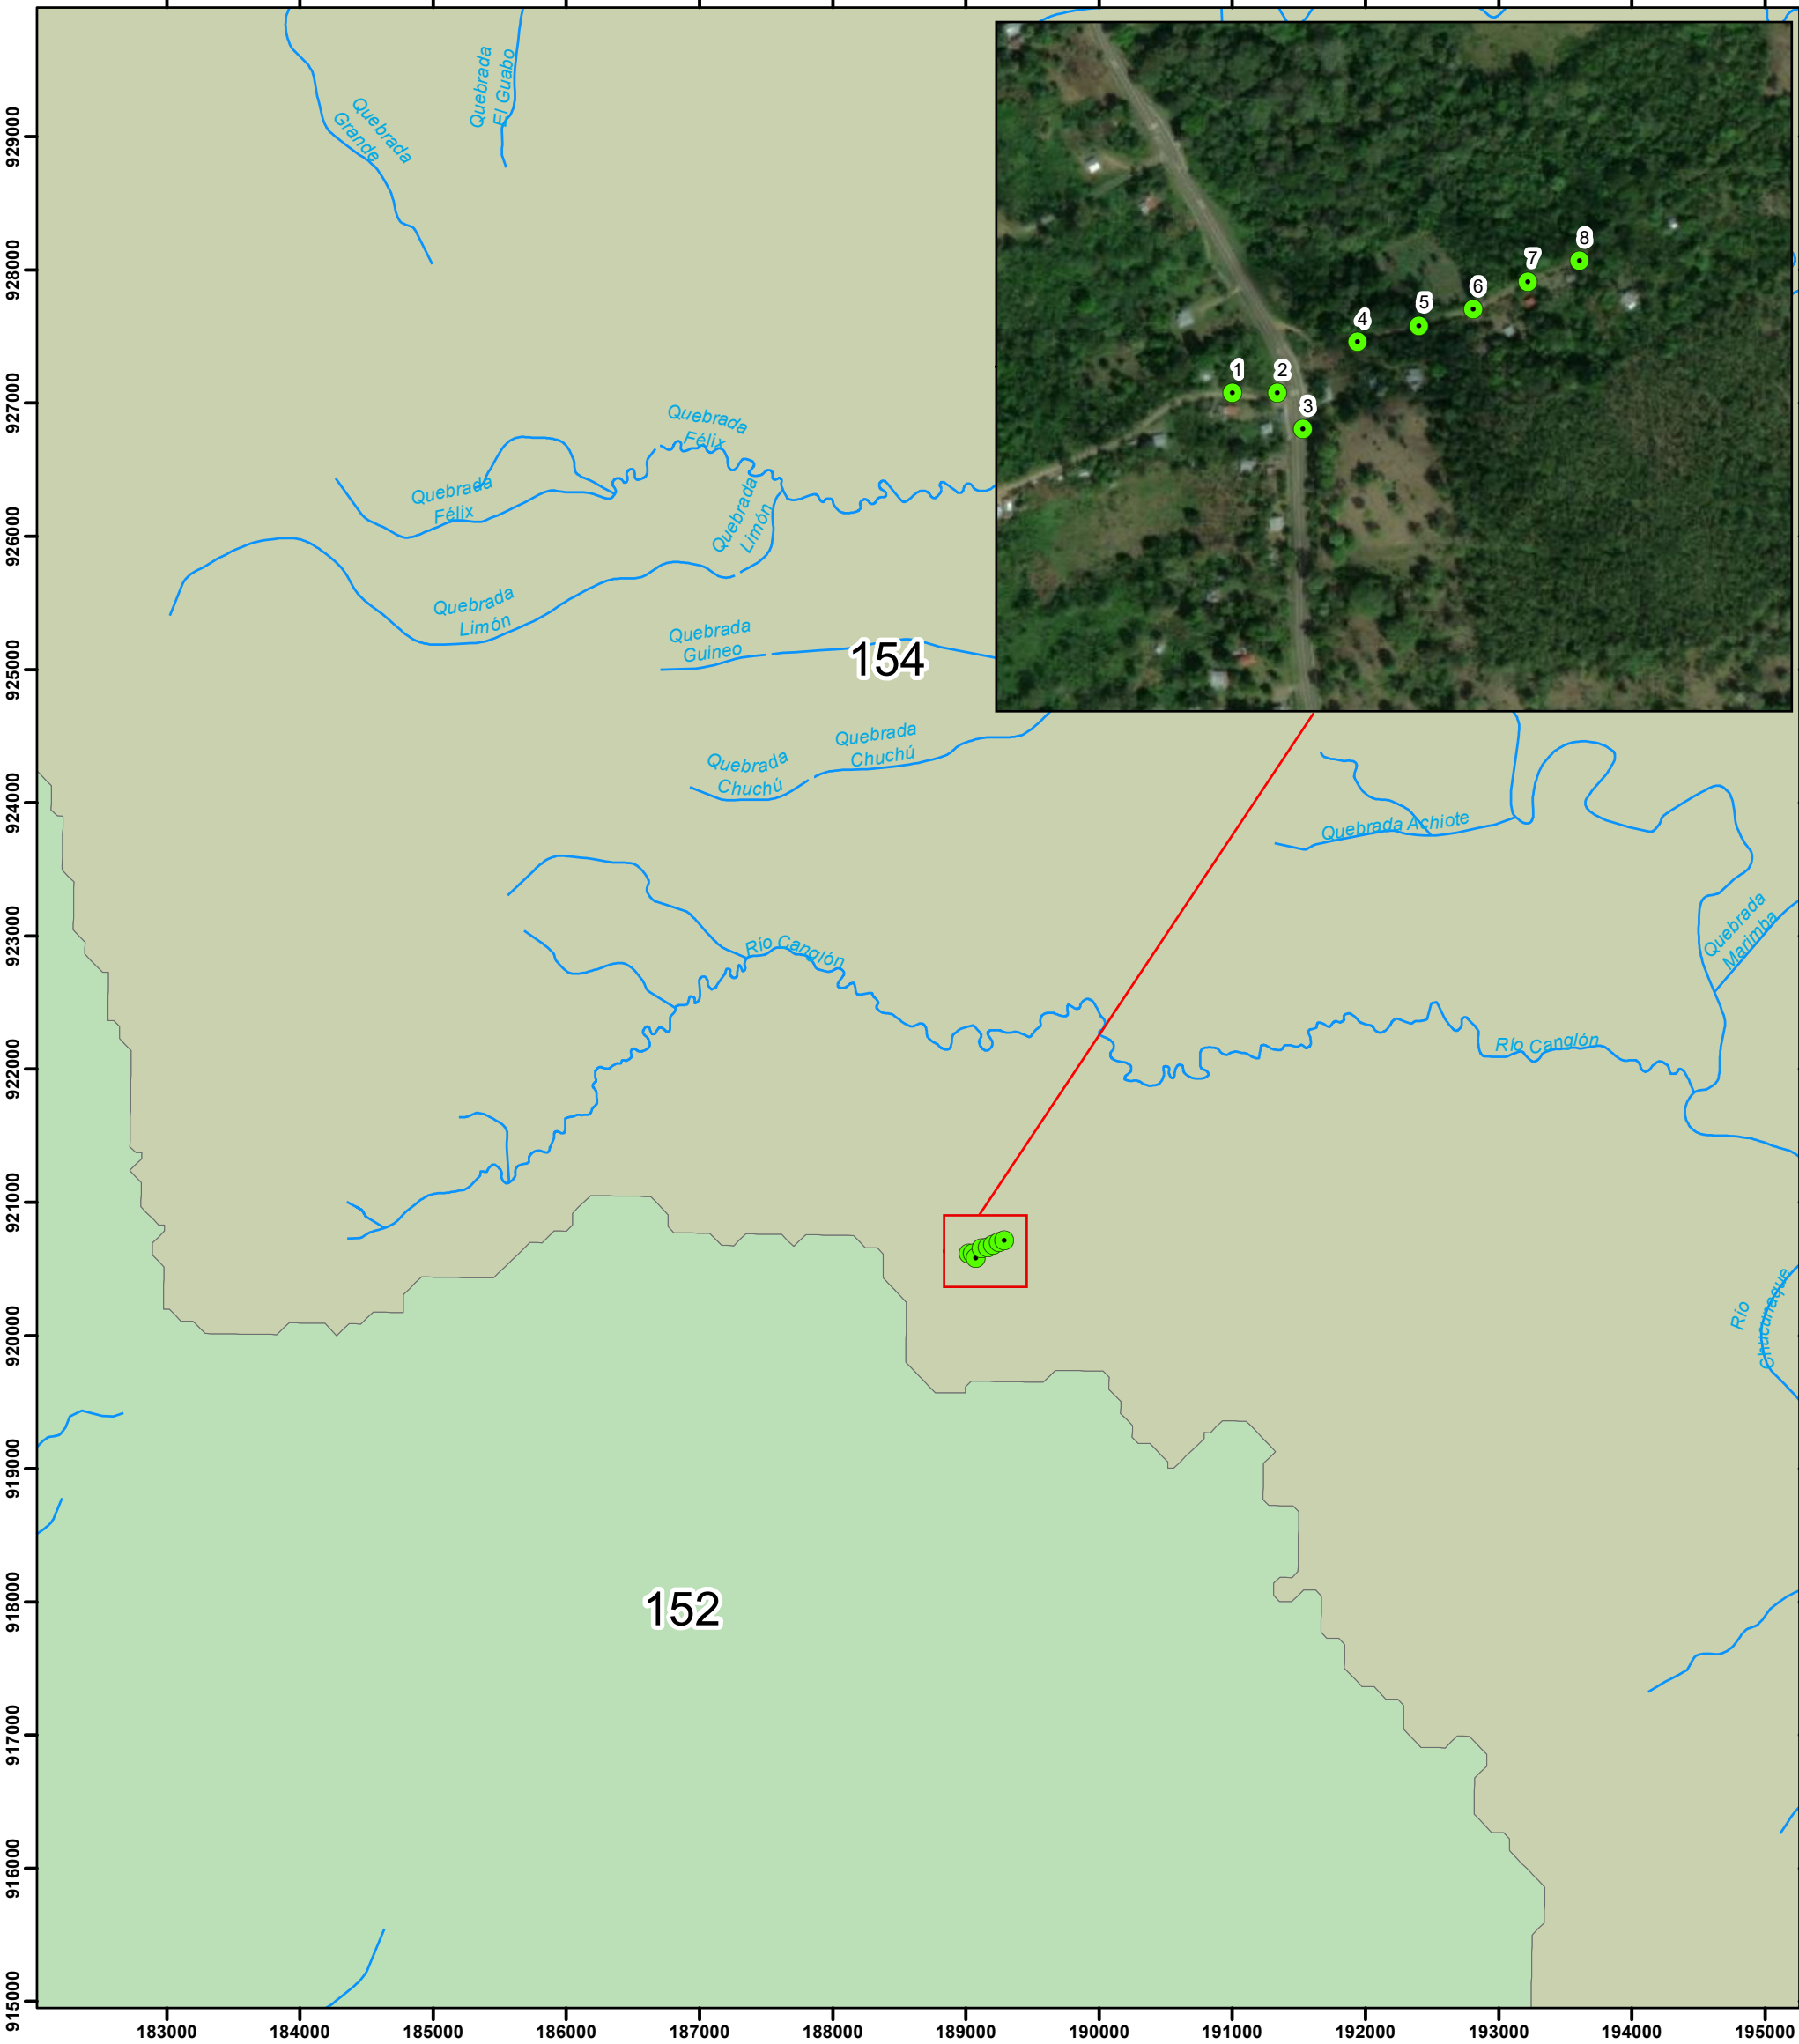 929000
928000
927000
926000
925000
924000
923000
922000
921000
920000
919000
918000
917000
916000
915000
Quebrada
Grande
Quebrada
El Guabo
Quebrada
Félix
Quebrada
Félix
Quebrada
Limón
Quebrada
Limón
Quebrada
Guineo
154
Quebrada
Chuchú
Quebrada
Chuchú
1
2
3
4
5
6
7
8
Quebrada Achiote
Quebrada
Marimba
Río Canglón
Río Canglón
Río
Chucunaque
152
183000
184000
185000
186000
187000
188000
189000
190000
191000
192000
193000
194000
195000